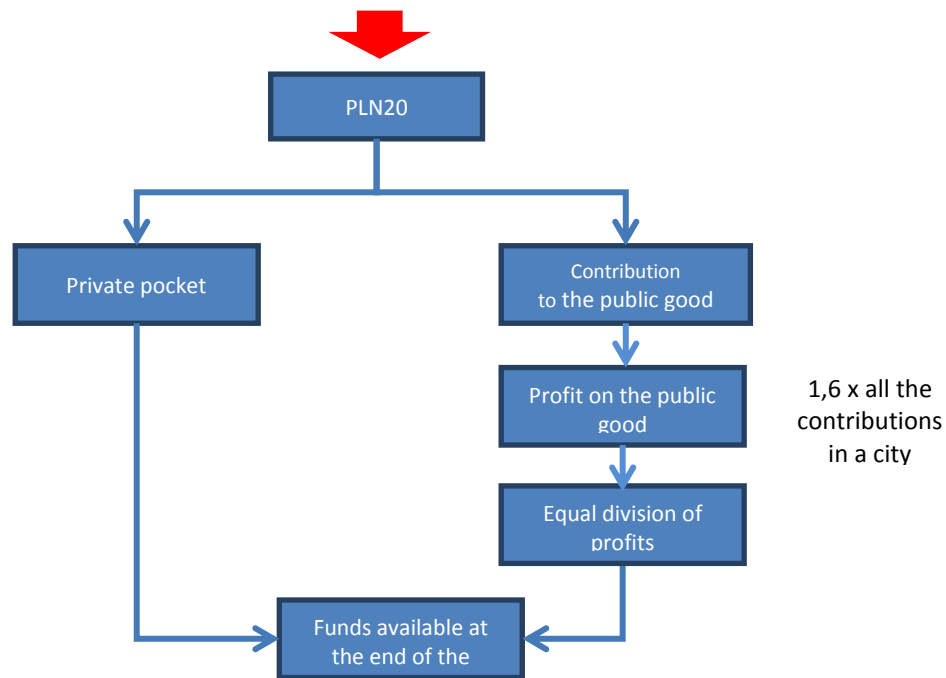 PLN20
Private pocket
Contribution
to the public good
Profit on the public
good
1,6 x all the
contributions
in a city
Equal division of
profits
Funds available at
the end of the